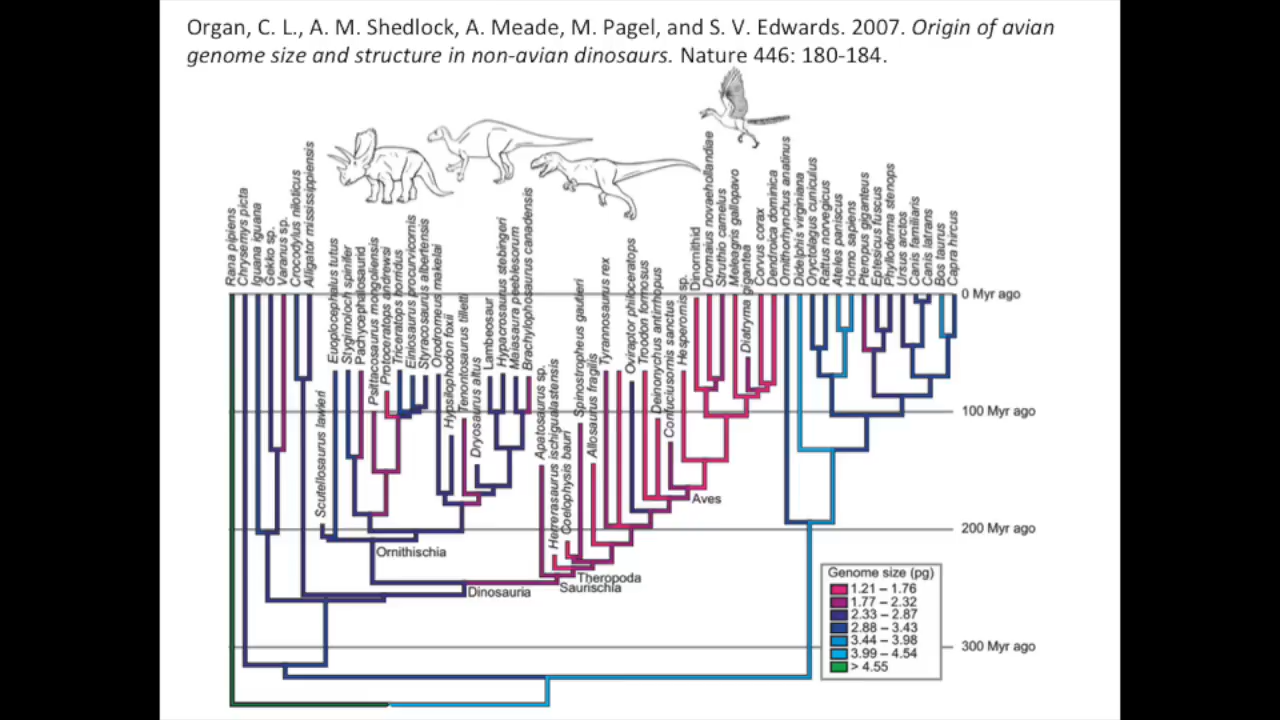 Organ, C. L., A. M. Shedlock, A. Meade, M. Pagel, and S. V. Edwards. 2007. Origin of avian
genome size and structure in non-avian dinosaurs. Nature 446: 180-184.
Rana pipiens
Chrysemys picta
Iguana iguana
Gekko sp.
Varanus sp.
Crocodylus niloticus
Alligator mississippiensis
Scutellosaurus lawleri
Euoplocephalus tutus
Stygimoloch spinifer
Pachycephalosaurid
Psittacosaurus mongoliensis
Protoceratops andrewsi
Triceratops horridus
Einiosaurus procurvicornis
Styracosaurus albertensis
Orodromeus makelai
Hypsilophodon foxii
Tenontosaurus tilletti
Dryosaurus altus
Lambeosaur
Hypacrosaurus stebingeri
Maiasaura peeblesorum
Brachylophosaurus canadensis
Apatosaurus sp.
Herrerasaurus ischigualastensis
Coelophysis bauri
Spinostropheus gautieri
Allosaurus fragilis
Tyrannosaurus rex
Oviraptor philoceratops
Troodon formosus
Deinonychus antirrhopus
Confuciusornis sanctus
Hesperornis sp.
Dinornithid
Dromaius novaehollandiae
Struthio camelus
Meleagris gallopavo
Diatryma gigantea
Corvus corax
Dendroica dominica
Ornithorhynchus anatinus
Didelphis virginiana
Oryctolagus cuniculus
Rattus norvegicus
Ateles paniscus
Homo sapiens
Pteropus giganteus
Eptesicus fuscus
Phylloderma stenops
Ursus arctos
Canis familiaris
Canis latrans
Bos taurus
Capra hircus
0 Myr ago
100 Myr ago
200 Myr ago
300 Myr ago
Aves
Ornithischia
Theropoda
Saurischia
Dinosauria
Genome size (pg)
1.21 – 1.76
1.77 – 2.32
2.33 – 2.87
2.88 – 3.43
3.44 – 3.98
3.99 – 4.54
> 4.55